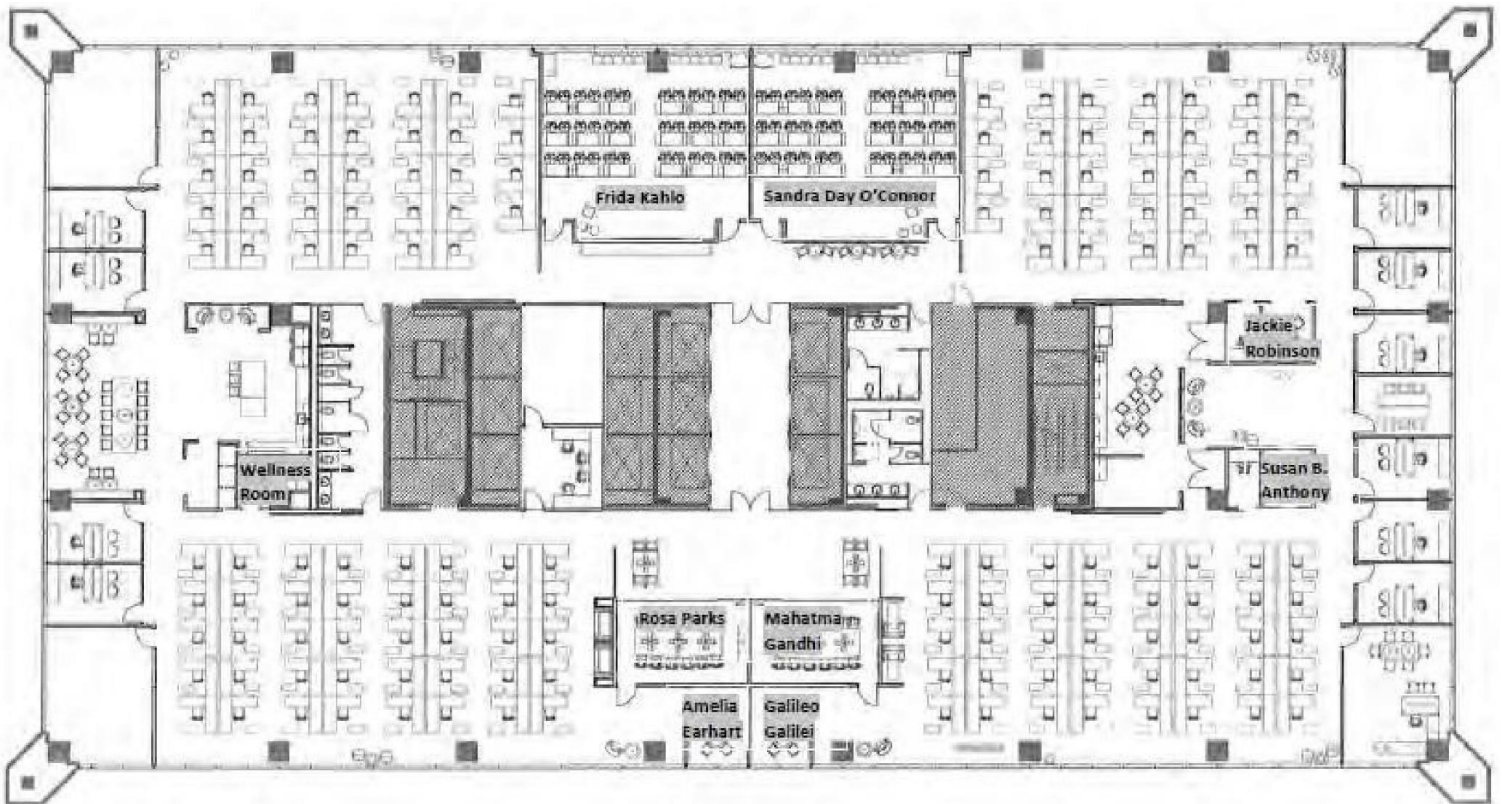 Frida Kahlo
Sandra Day O'Connor
Jackie
Robinson
Wellness
Room
Susan B.
Anthony
Rosa Parks
Mahatma
Gandhi
Amelia
Earhart
Galileo
Galilei